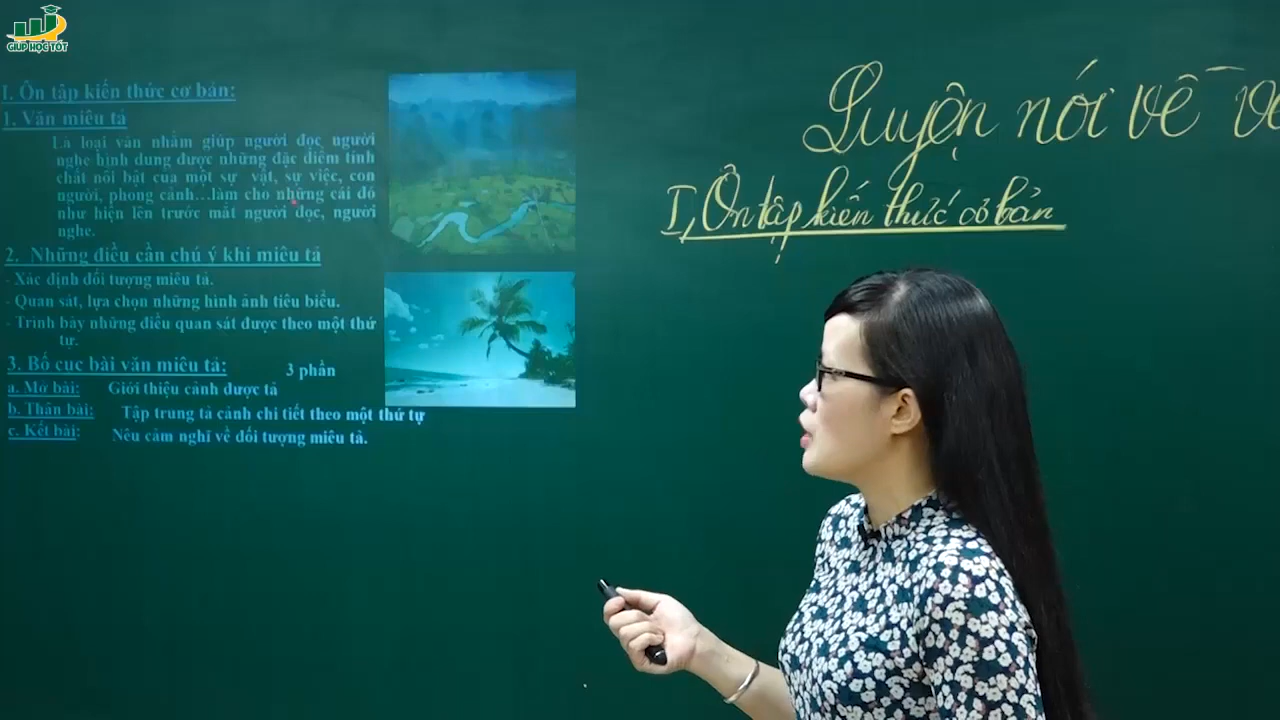 GIÚP HỌC TỐT
I. Ôn tập kiến thức cơ bản:
1. Văn miêu tả
Là loại văn nhằm giúp người đọc người
nghe hình dung được những đặc điểm tính
chất nổi bật của một sự vật, sự việc, con
người, phong cảnh…làm cho những cái đó
như hiện lên trước mắt người đọc, người
nghe.
2. Những điều cần chú ý khi miêu tả
- Xác định đối tượng miêu tả.
- Quan sát, lựa chọn những hình ảnh tiêu biểu.
- Trình bày những điều quan sát được theo một thứ
tự.
3. Bố cục bài văn miêu tả: 3 phần
a. Mở bài: Giới thiệu cảnh được tả
b. Thân bài: Tập trung tả cảnh chi tiết theo một thứ tự
c. Kết bài: Nêu cảm nghĩ về đối tượng miêu tả.
Luyện nói về
I, Ôn tập kiến thức cơ bản